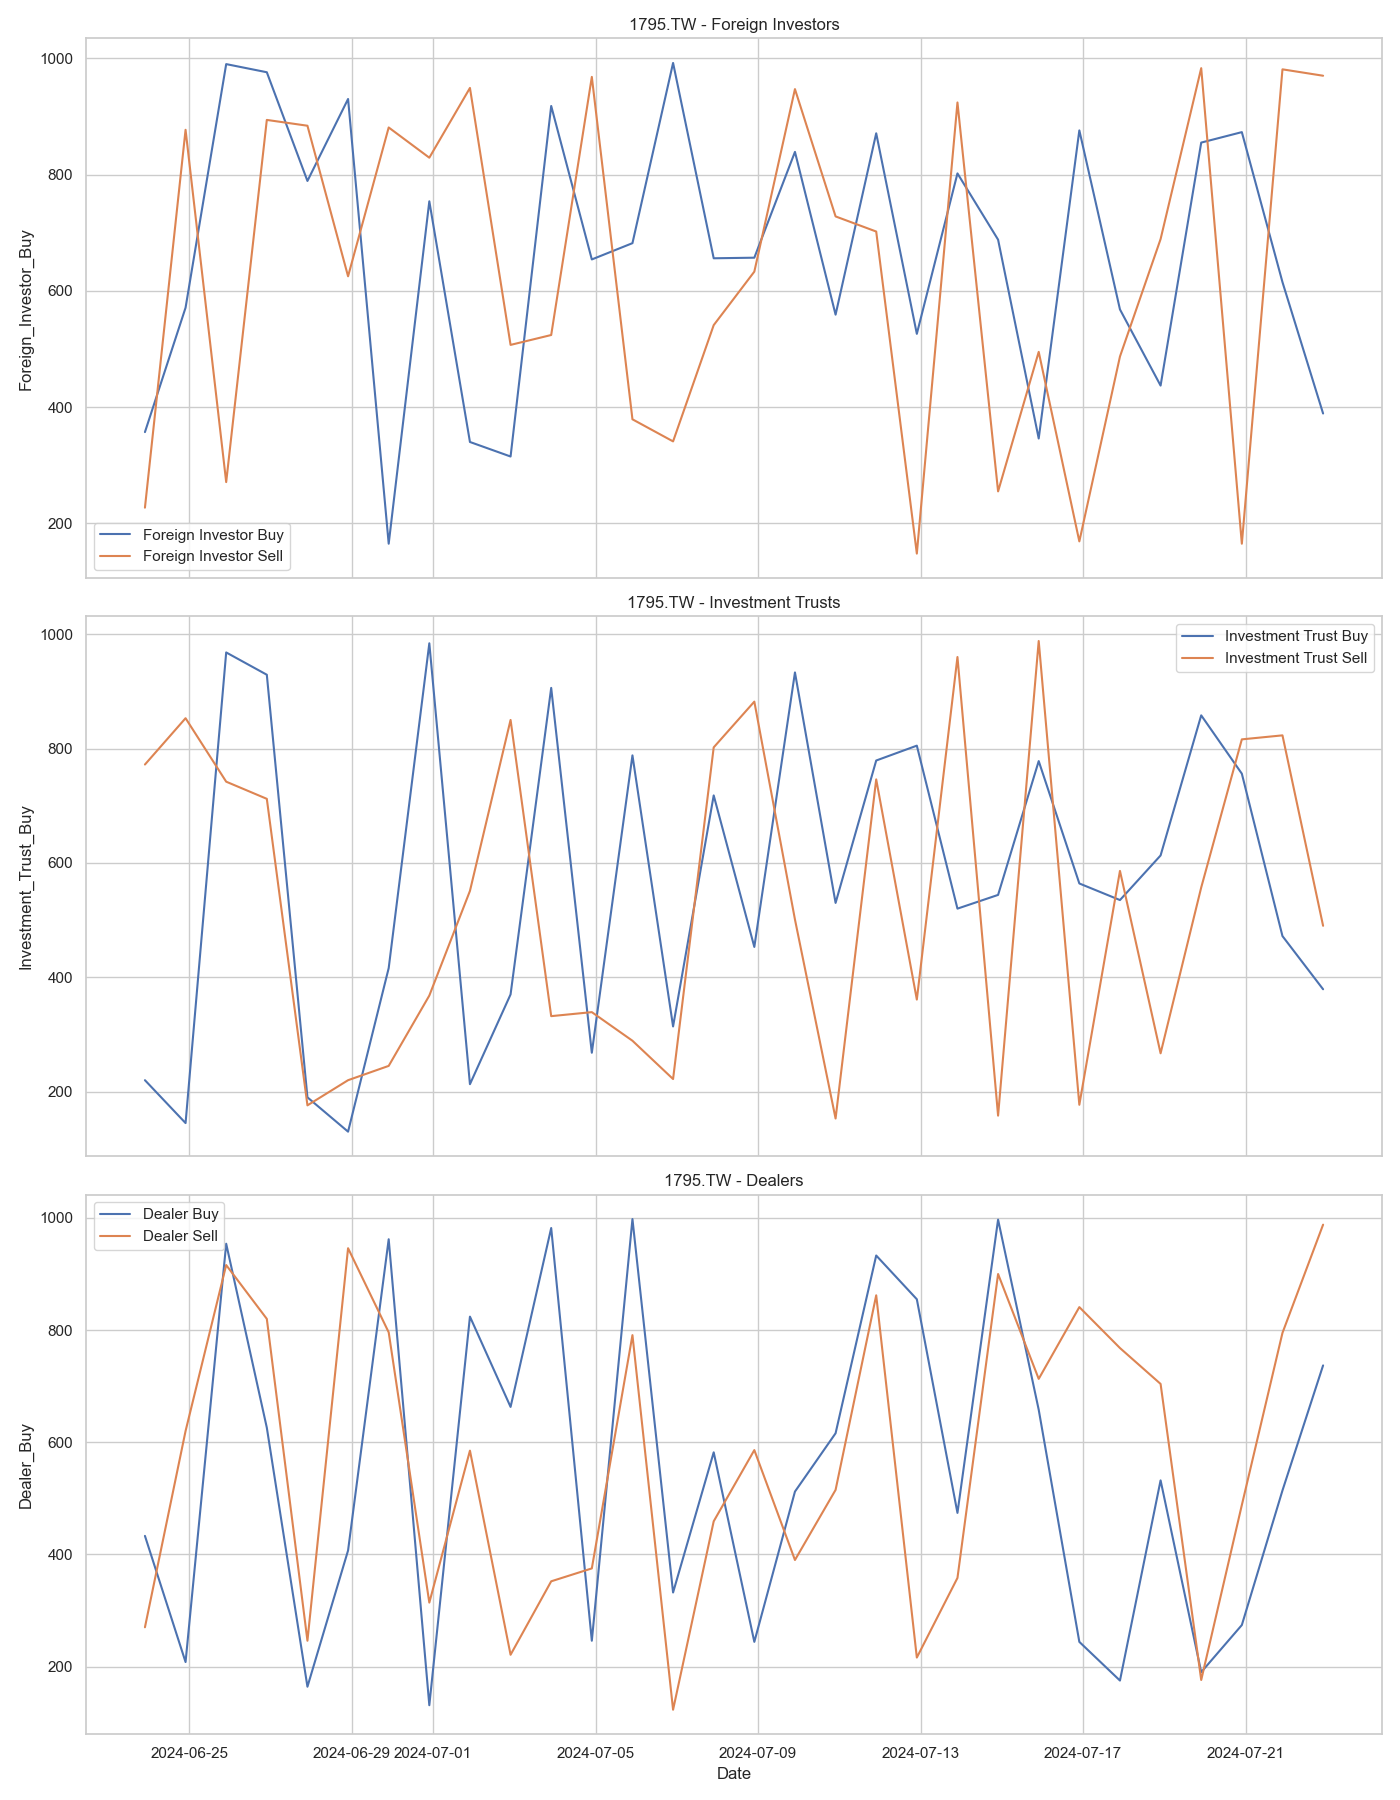 1795.TW - Foreign Investors
Foreign_Investor_Buy
1000
800
600
400
200
Foreign Investor Buy
Foreign Investor Sell
1795.TW - Investment Trusts
Investment_Trust_Buy
1000
800
600
400
200
Investment Trust Buy
Investment Trust Sell
1795.TW - Dealers
Dealer_Buy
1000
800
600
400
200
Dealer Buy
Dealer Sell
2024-06-25 2024-06-29 2024-07-01 2024-07-05 2024-07-09 2024-07-13 2024-07-17 2024-07-21
Date